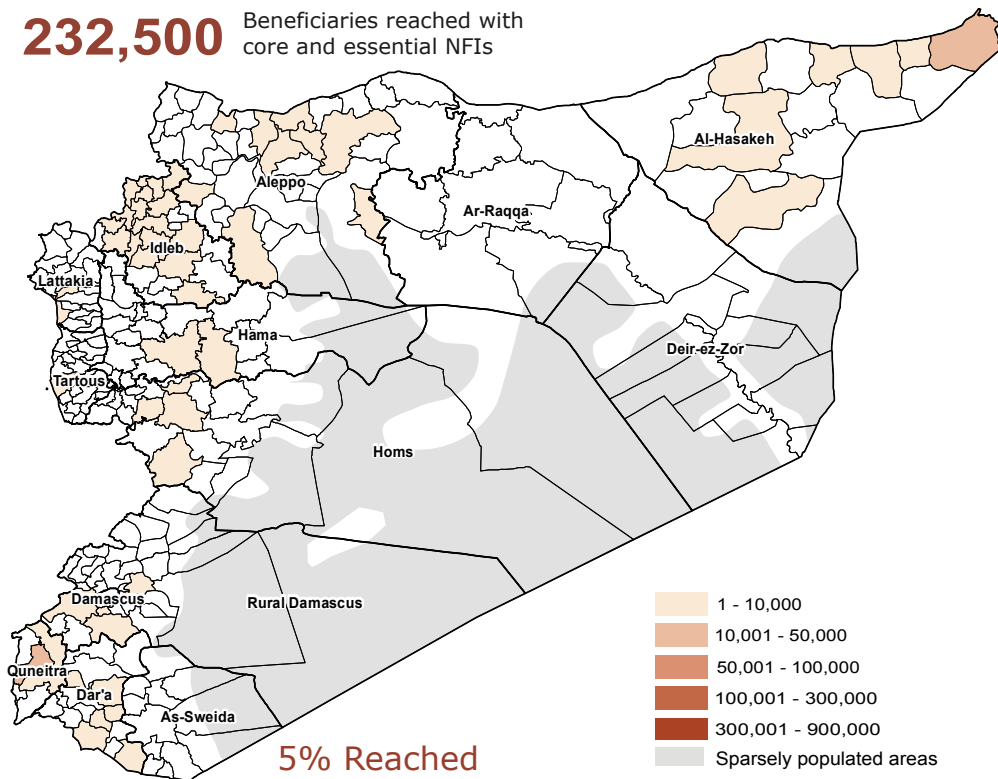 232,500
Beneficiaries reached with
core and essential NFIs
Al-Hasakeh
Aleppo
Ar-Raqqa
Idleb
Lattakia
Hama
Deir-ez-Zor
Tartous
Homs
Damascus
Rural Damascus
Quneitra
Dar'a
As-Sweida
5% Reached
1 - 10,000
10,001 - 50,000
50,001 - 100,000
100,001 - 300,000
300,001 - 900,000
Sparsely populated areas